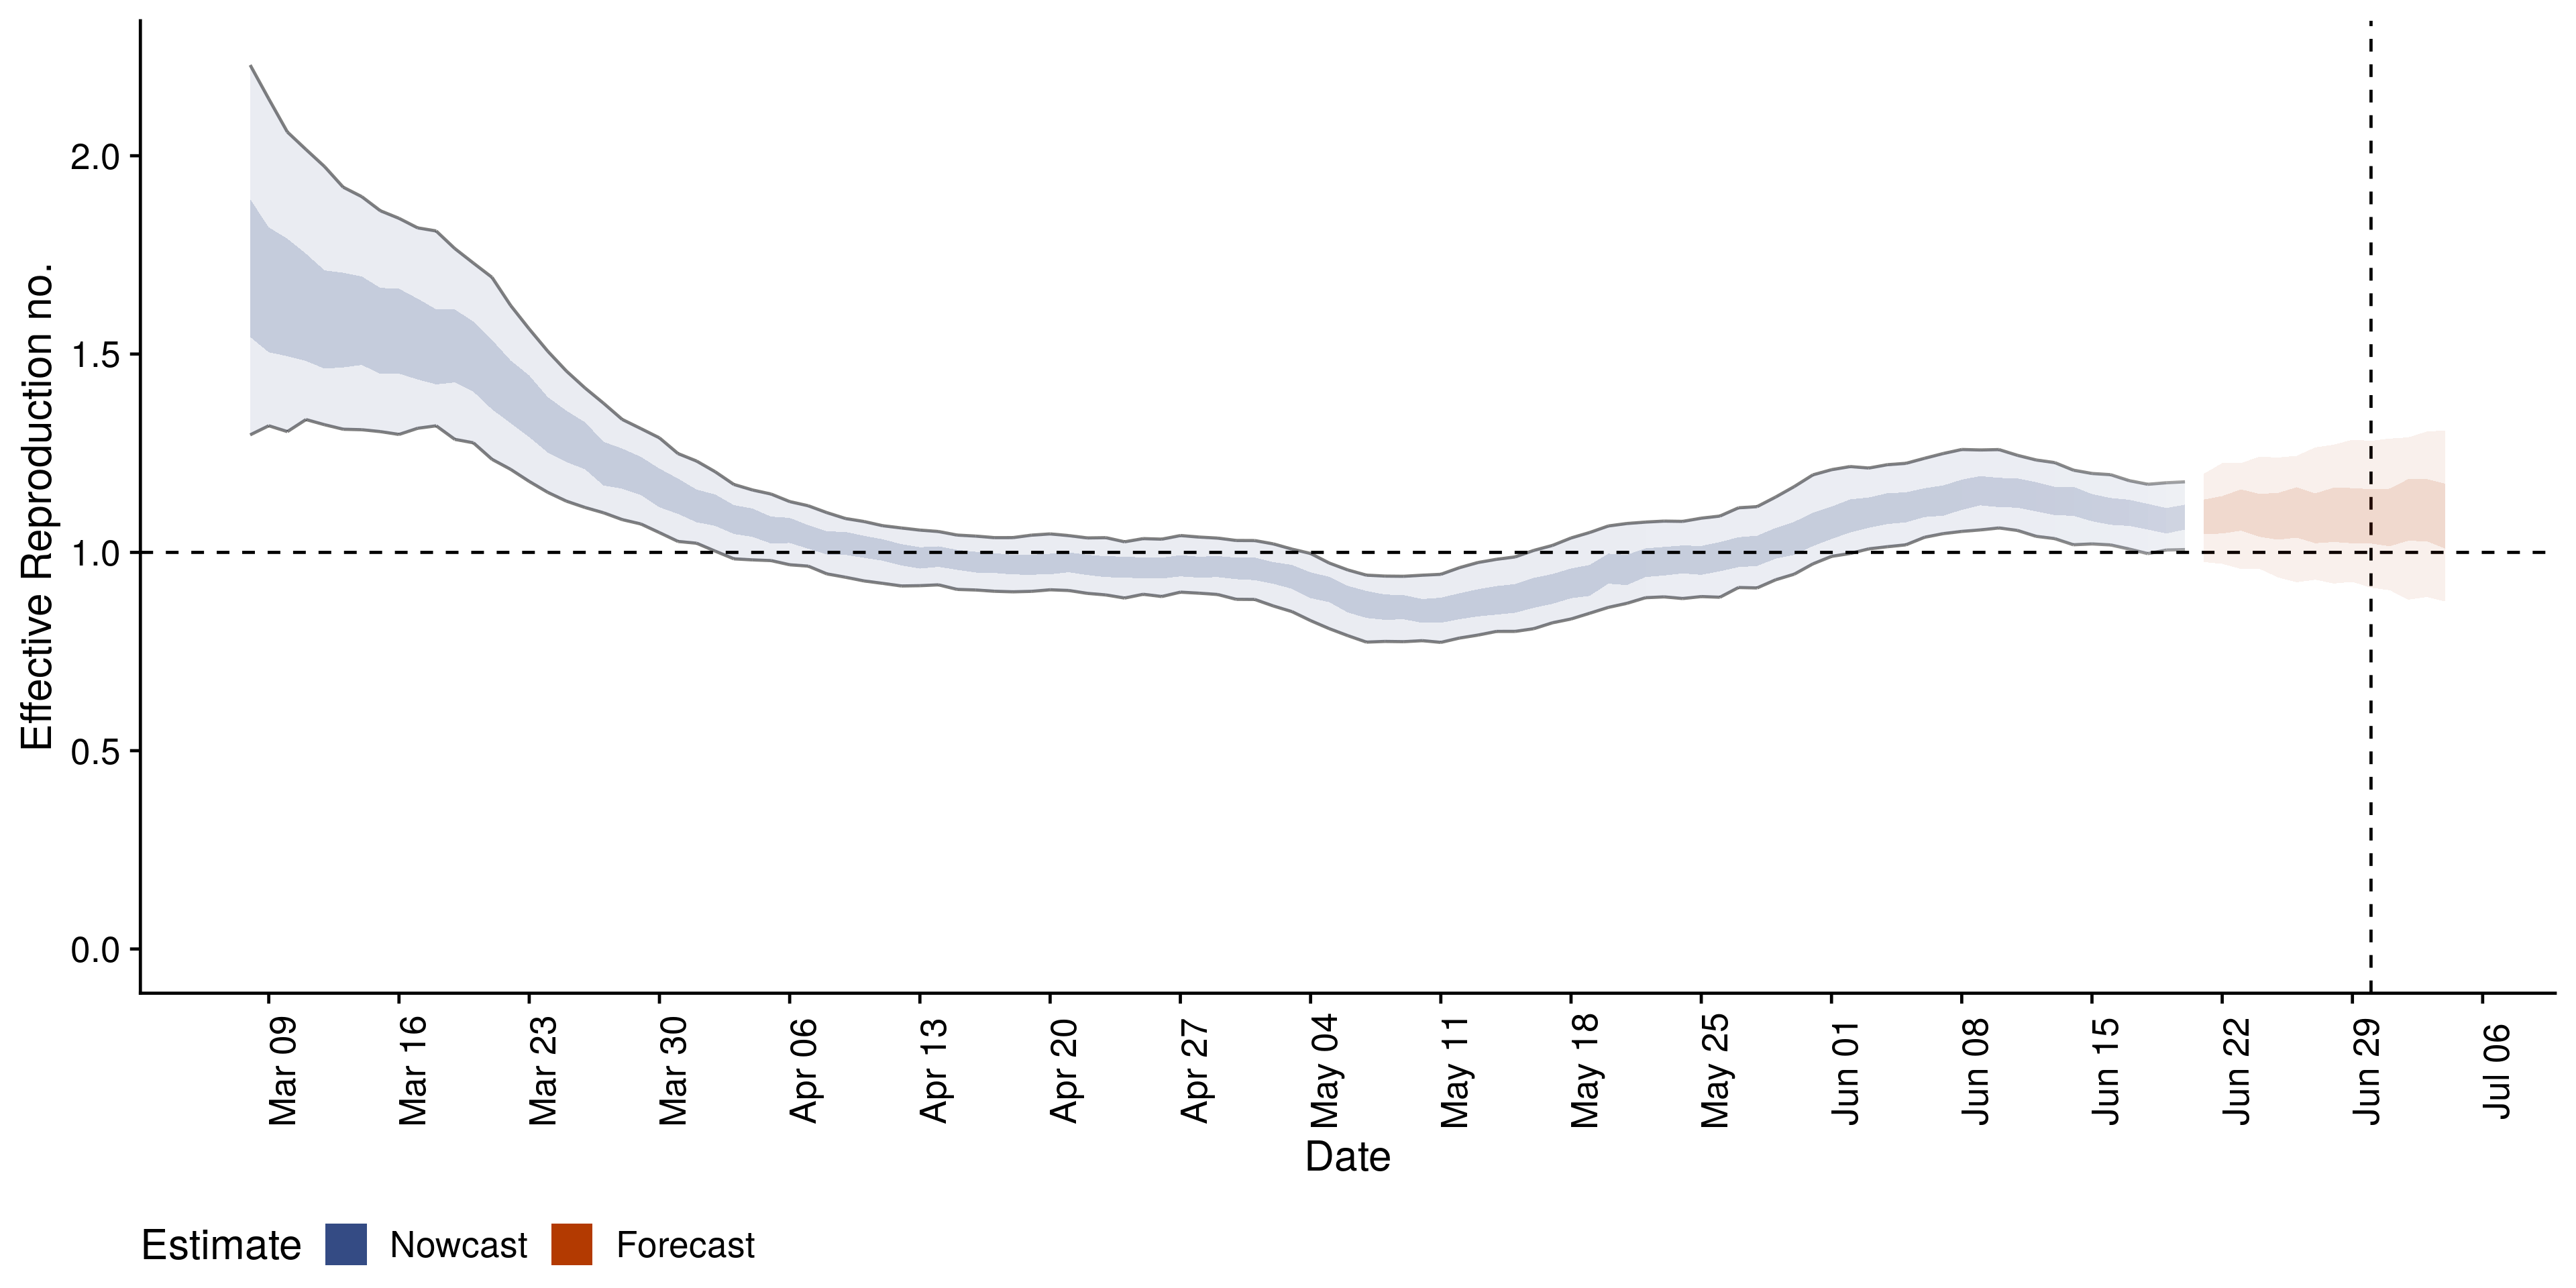 Effective Reproduction no.
2.0
1.5
1.0
0.5
0.0
Mar 09
Mar 16
Mar 23
Mar 30
Apr 06
Apr 13
Apr 20
Apr 27
May 04
May 11
May 18
May 25
Jun 01
Jun 08
Jun 15
Jun 22
Jun 29
Jul 06
Date
Estimate Nowcast Forecast